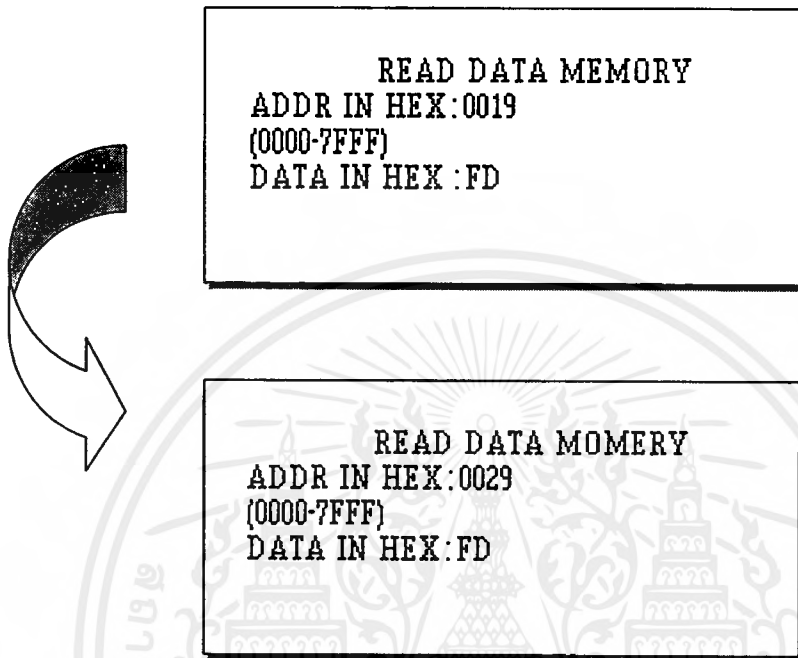 READ DATA MEMORY
ADDR IN HEX:0019
(0000-7FFF)
DATA IN HEX :FD
READ DATA MOMERY
ADDR IN HEX:0029
(0000-7FFF)
DATA IN HEX:FD